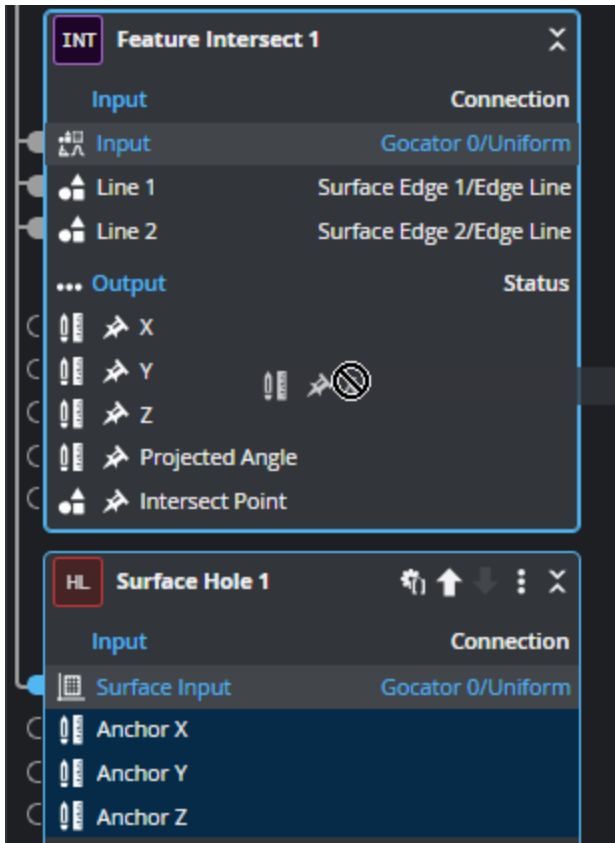 INT Feature Intersect 1
Input Connection
Input Gocator 0/Uniform
Line 1 Surface Edge 1/Edge Line
Line 2 Surface Edge 2/Edge Line
... Output Status
X
Y
Z
Projected Angle
Intersect Point
HL Surface Hole 1
Input Connection
Surface Input Gocator 0/Uniform
Anchor X
Anchor Y
Anchor Z